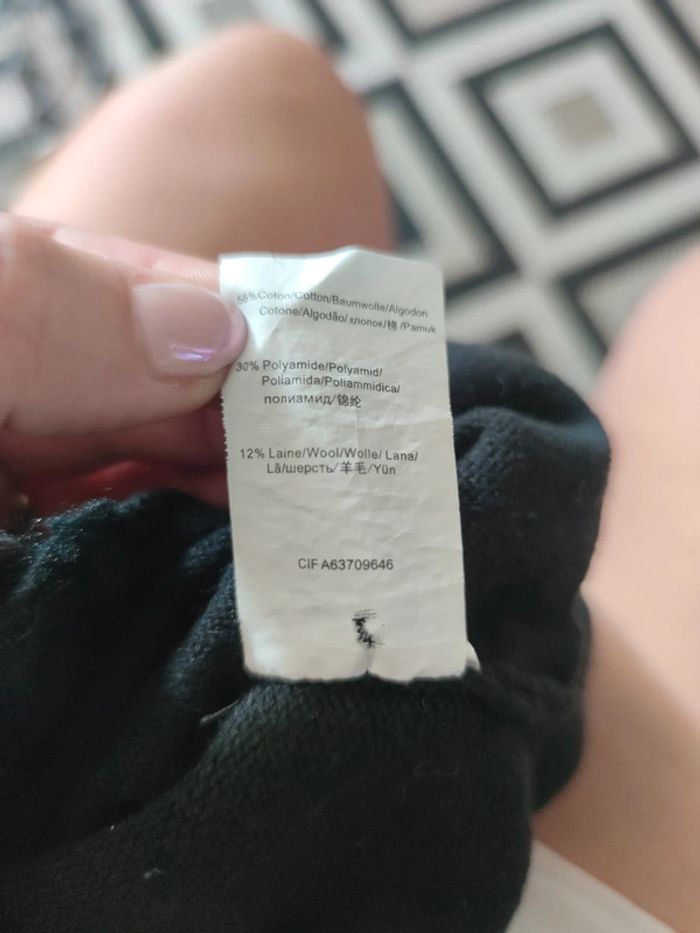 58%Coton/Cotton/Baumwolle/Algodon
Cotone/Algodão/хлопок/棉/Pamuk
30% Polyamide/Polyamid/
Poliamida/Poliammidica/
полиамид/锦纶
12% Laine/Wool/Wolle/ Lana/
Lã/шерсть/羊毛/Yün
CIF A63709646